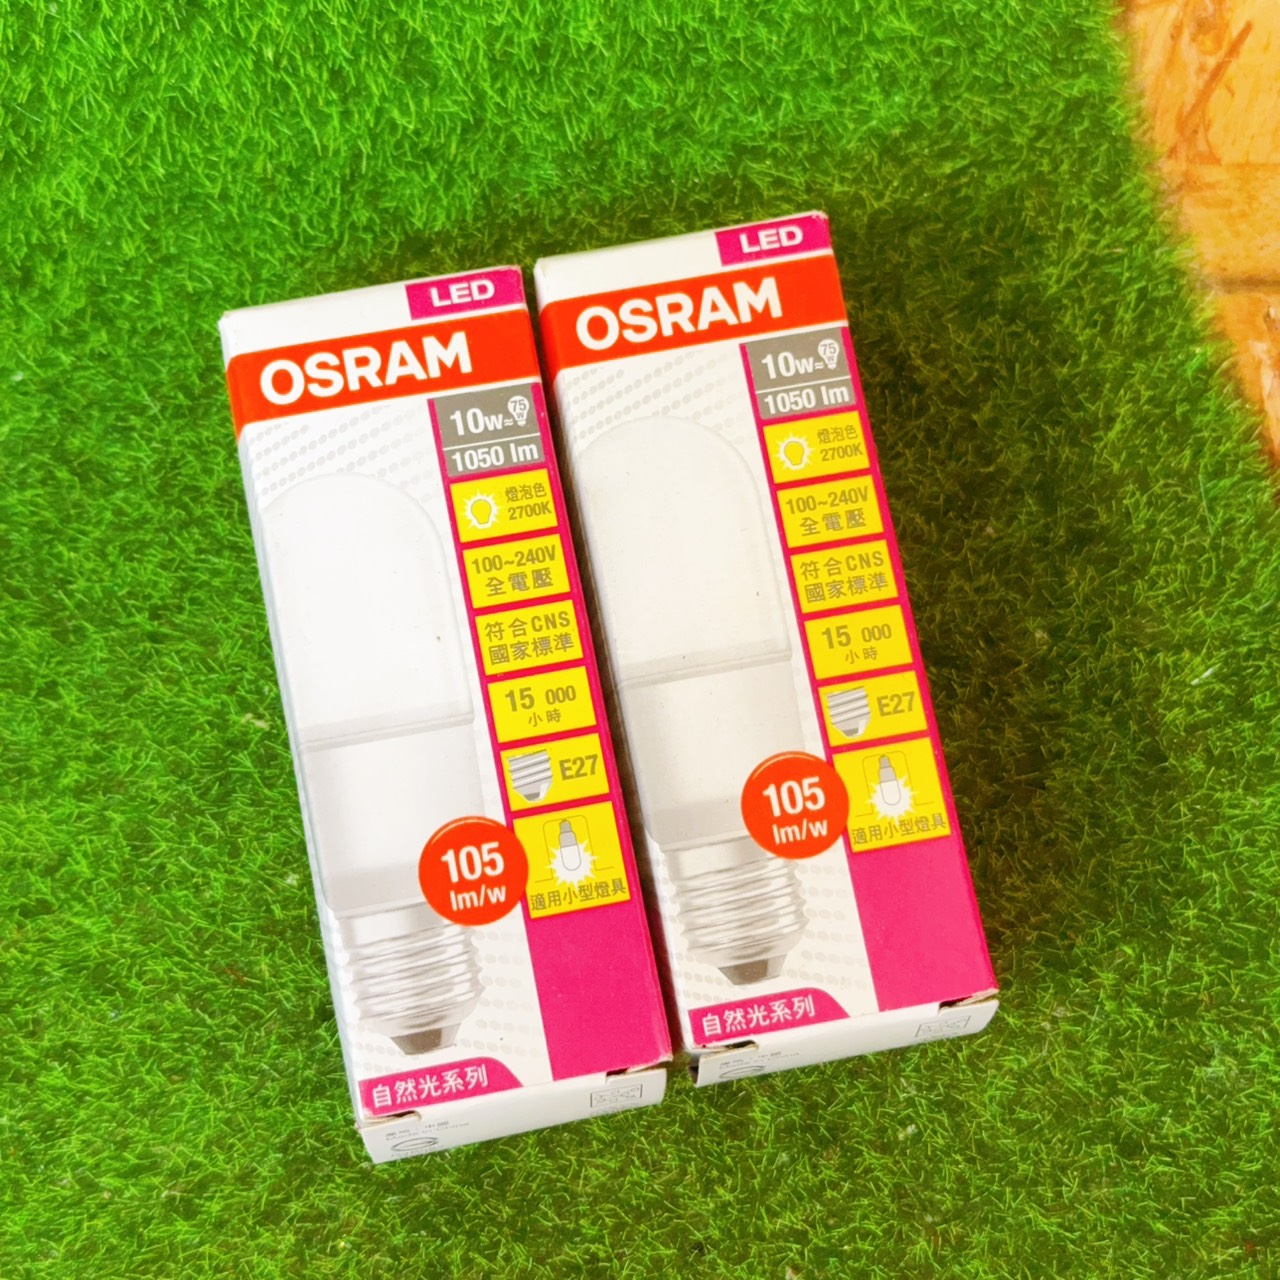 LED
OSRAM
10W≈75W
1050 lm
燈泡色
2700K
100~240V
全電壓
符合CNS
國家標準
15 000
小時
E27
105
lm/w
適用小型燈具
自然光系列
LED
OSRAM
10W≈75W
1050 lm
燈泡色
2700K
100~240V
全電壓
符合CNS
國家標準
15 000
小時
E27
105
lm/w
適用小型燈具
自然光系列